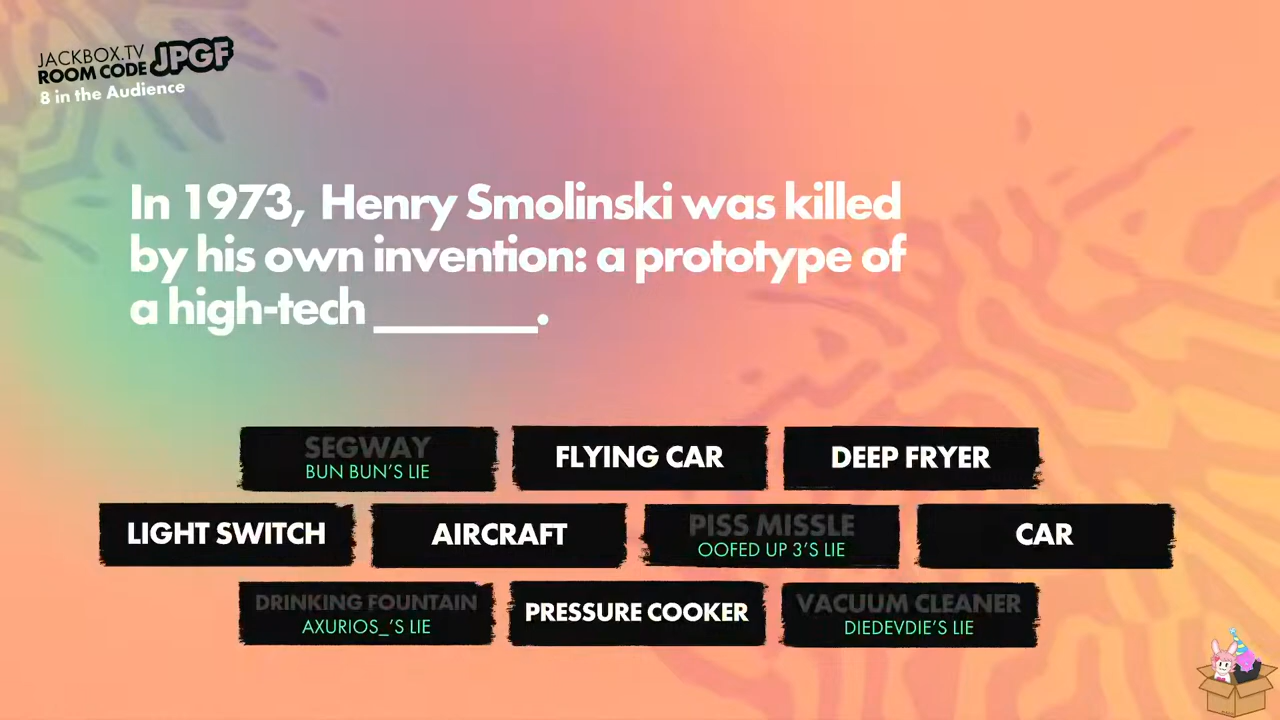 JACKBOX.TV
ROOM CODE JPGF
8 in the Audience
In 1973, Henry Smolinski was killed
by his own invention: a prototype of
a high-tech ________.
SEGWAY
BUN BUN'S LIE
FLYING CAR
DEEP FRYER
LIGHT SWITCH
AIRCRAFT
PISS MISSLE
OOFED UP 3'S LIE
CAR
DRINKING FOUNTAIN
AXURIOS_'S LIE
PRESSURE COOKER
VACUUM CLEANER
DIEDEVDIE'S LIE